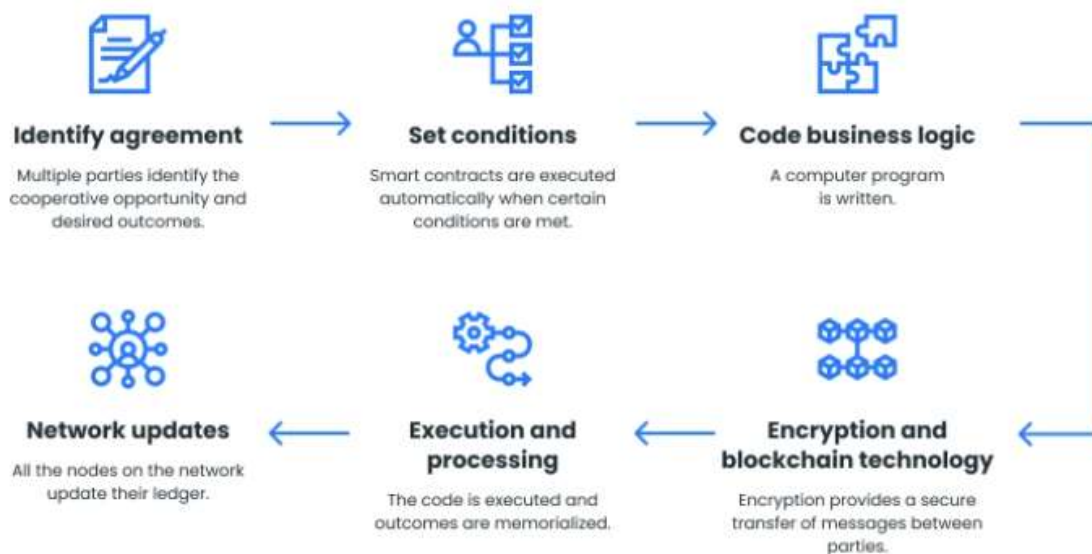 Identify agreement
Multiple parties identify the
cooperative opportunity and
desired outcomes.
Set conditions
Smart contracts are executed
automatically when certain
conditions are met.
Code business logic
A computer program
is written.
Encryption and
blockchain technology
Encryption provides a secure
transfer of messages between
parties.
Execution and
processing
The code is executed and
outcomes are memorialized.
Network updates
All the nodes on the network
update their ledger.